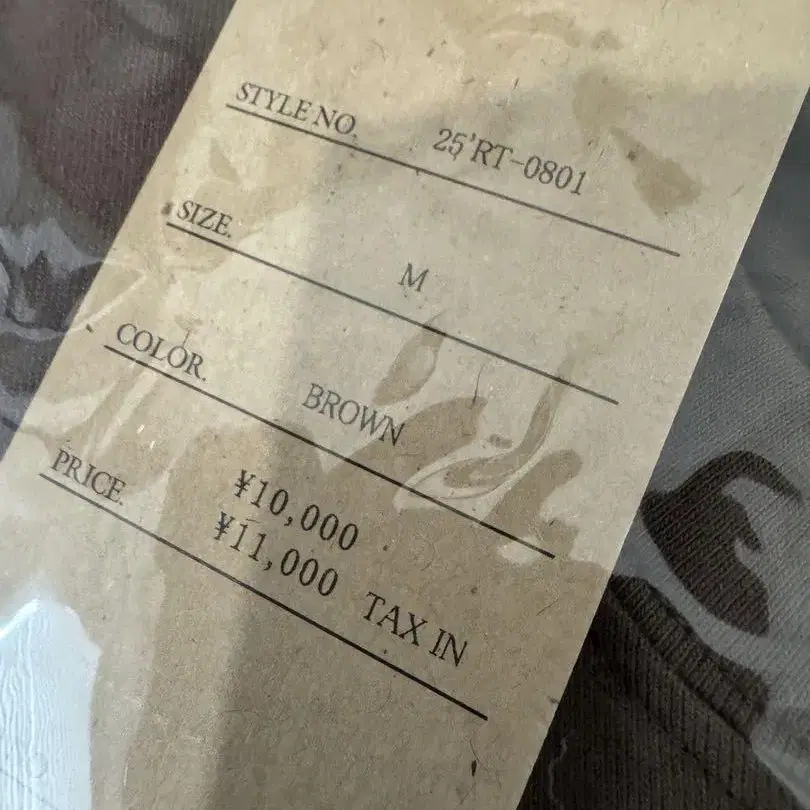 STYLE NO. 25'RT-0801
SIZE. M
COLOR. BROWN
PRICE. ¥10,000
¥11,000 TAX IN